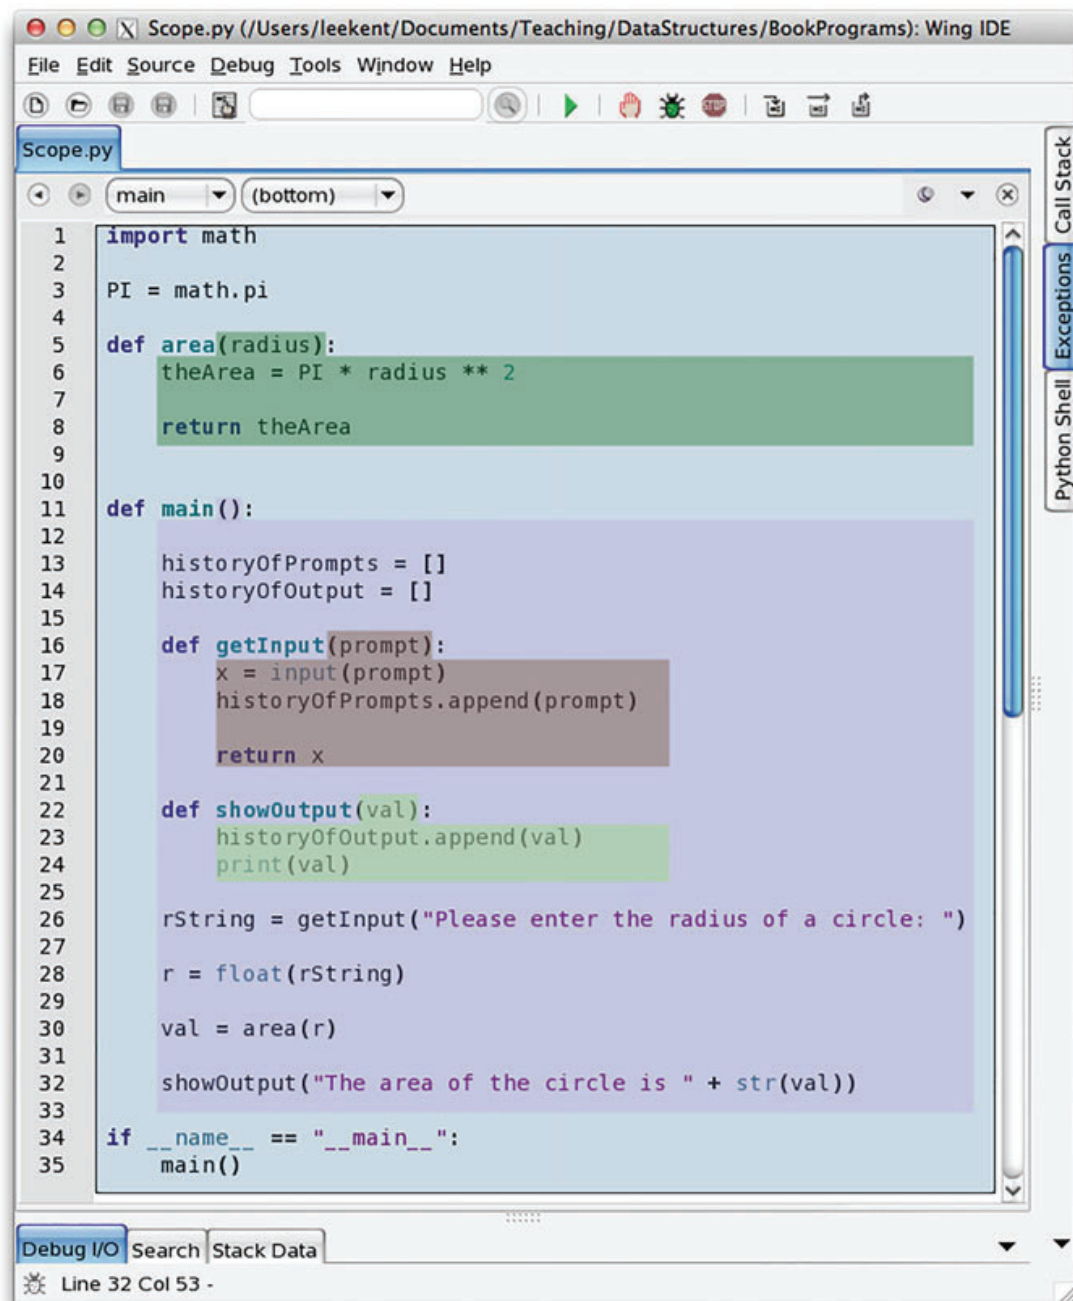 Scope.py (/Users/leekent/Documents/Teaching/DataStructures/BookPrograms): Wing IDE
File Edit Source Debug Tools Window Help
STOP
Scope.py
main (bottom)
1 import math
2
3 PI = math.pi
4
5 def area(radius):
6     theArea = PI * radius ** 2
7
8     return theArea
9
10
11 def main():
12
13     historyOfPrompts = []
14     historyOfOutput = []
15
16     def getInput(prompt):
17         x = input(prompt)
18         historyOfPrompts.append(prompt)
19
20         return x
21
22     def showOutput(val):
23         historyOfOutput.append(val)
24         print(val)
25
26     rString = getInput("Please enter the radius of a circle: ")
27
28     r = float(rString)
29
30     val = area(r)
31
32     showOutput("The area of the circle is " + str(val))
33
34 if __name__ == "__main__":
35     main()
Call Stack
Exceptions
Python Shell
Debug I/O Search Stack Data
Line 32 Col 53 -